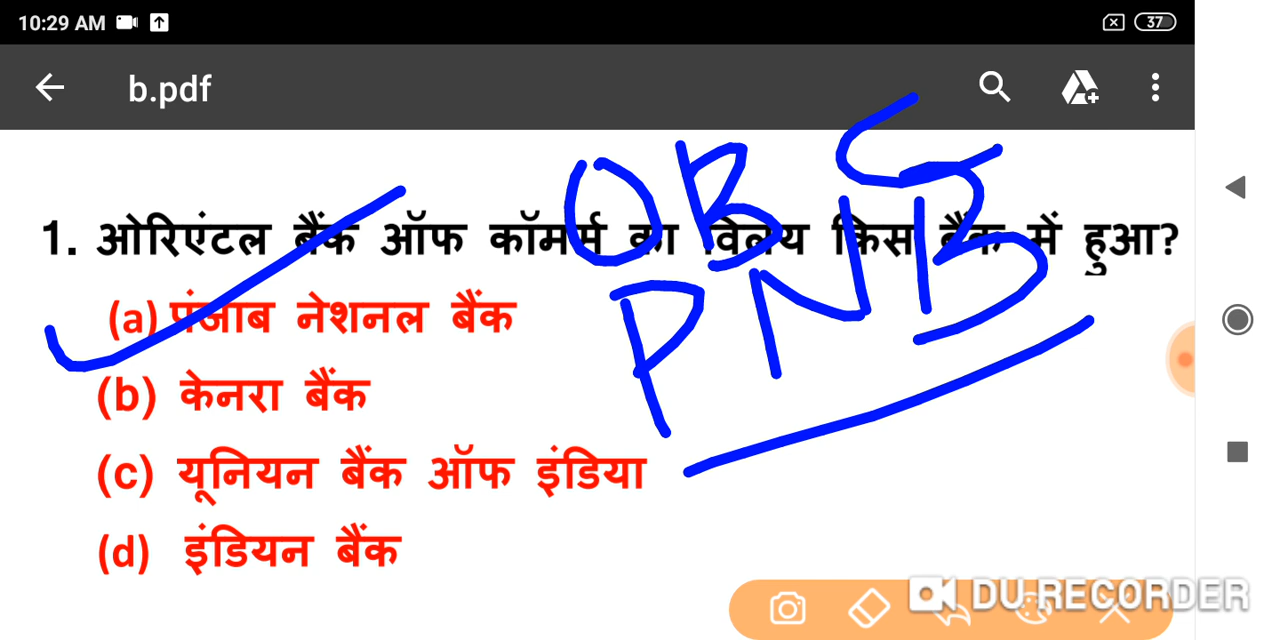 10:29 AM 37
b.pdf
OBC
1. ओरिएंटल बैंक ऑफ कॉमर्स का विलय किस बैंक में हुआ?
PNB
(a) पंजाब नेशनल बैंक
(b) केनरा बैंक
(c) यूनियन बैंक ऑफ इंडिया
(d) इंडियन बैंक
DU RECORDER